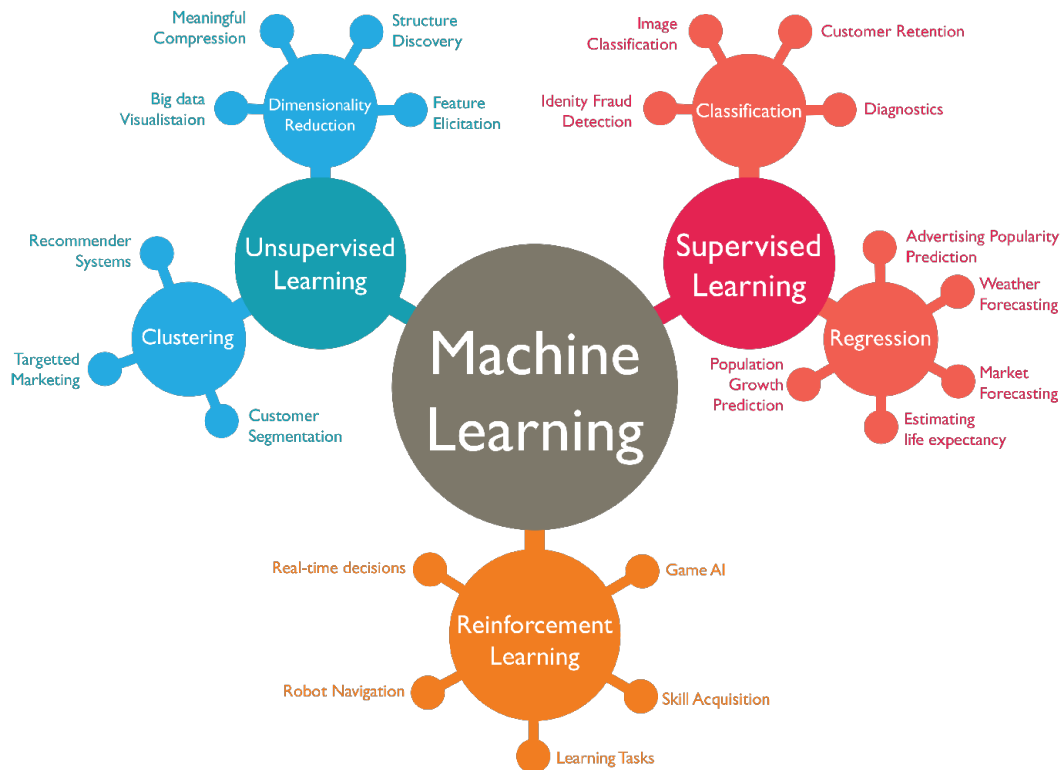 Meaningful
Compression
Structure
Discovery
Big data
Visualistaion
Dimensionality
Reduction
Feature
Elicitation
Image
Classification
Customer Retention
Idenity Fraud
Detection
Classification
Diagnostics
Recommender
Systems
Unsupervised
Learning
Clustering
Targetted
Marketing
Customer
Segmentation
Machine
Learning
Supervised
Learning
Advertising Popularity
Prediction
Weather
Forecasting
Regression
Population
Growth
Prediction
Market
Forecasting
Estimating
life expectancy
Real-time decisions
Game AI
Reinforcement
Learning
Robot Navigation
Skill Acquisition
Learning Tasks